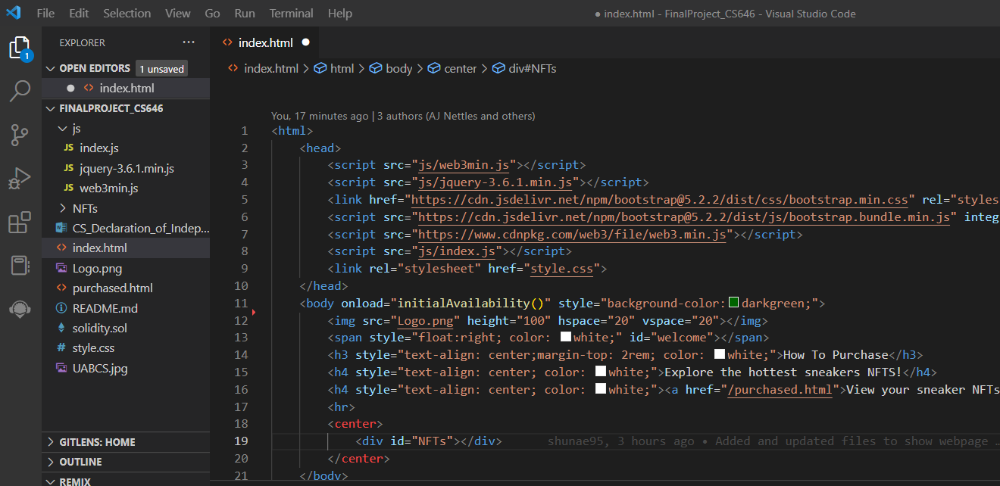 File Edit Selection View Go Run Terminal Help
● index.html - FinalProject_CS646 - Visual Studio Code
EXPLORER ···
1
OPEN EDITORS 1 unsaved
● <> index.html
FINALPROJECT_CS646
js
JS index.js
JS jquery-3.6.1.min.js
JS web3min.js
NFTs
CS_Declaration_of_Indep...
<> index.html
Logo.png
<> purchased.html
README.md
solidity.sol
# style.css
UABCS.jpg
GITLENS: HOME
OUTLINE
REMIX
<> index.html ●
<> index.html > html > body > center > div#NFTs
You, 17 minutes ago | 3 authors (AJ Nettles and others)
1 <html>
2 <head>
3 <script src="js/web3min.js"></script>
4 <script src="js/jquery-3.6.1.min.js"></script>
5 <link href="https://cdn.jsdelivr.net/npm/bootstrap@5.2.2/dist/css/bootstrap.min.css" rel="styles
6 <script src="https://cdn.jsdelivr.net/npm/bootstrap@5.2.2/dist/js/bootstrap.bundle.min.js" integ
7 <script src="https://www.cdnpkg.com/web3/file/web3.min.js"></script>
8 <script src="js/index.js"></script>
9 <link rel="stylesheet" href="style.css">
10 </head>
11 <body onload="initialAvailability()" style="background-color: darkgreen;">
12 <img src="Logo.png" height="100" hspace="20" vspace="20"></img>
13 <span style="float:right; color: white;" id="welcome"></span>
14 <h3 style="text-align: center;margin-top: 2rem; color: white;">How To Purchase</h3>
15 <h4 style="text-align: center; color: white;">Explore the hottest sneakers NFTS!</h4>
16 <h4 style="text-align: center; color: white;"><a href="/purchased.html">View your sneaker NFTs
17 <hr>
18 <center>
19 <div id="NFTs"></div> shunae95, 3 hours ago • Added and updated files to show webpage …
20 </center>
21 </body>